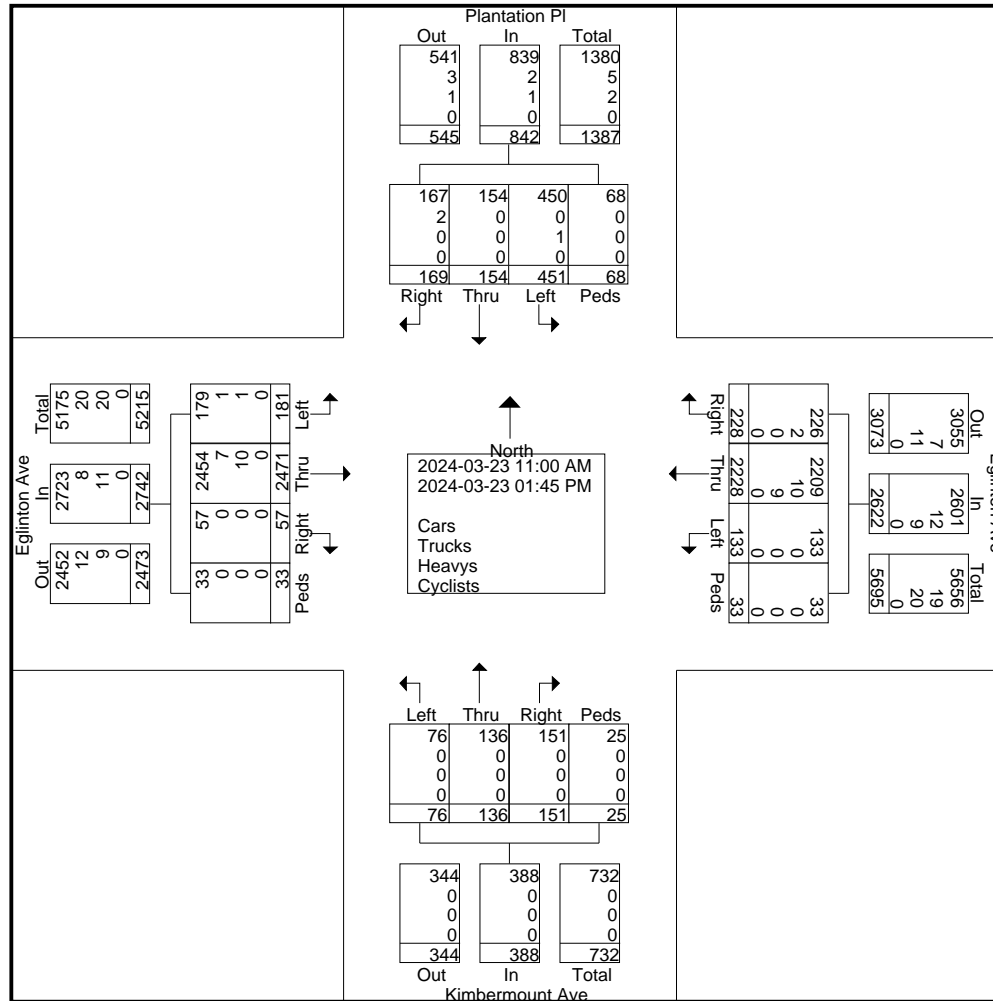 Plantation Pl
Out In Total
541 839 1380
3 2 5
1 1 2
0 0 0
545 842 1387
167 154 450 68
2 0 0 0
0 0 1 0
0 0 0 0
169 154 451 68
Right Thru Left Peds
Eglinton Ave
Total In Out
5175 2723 2452
20 8 12
20 11 9
0 0 0
5215 2742 2473
179 2454 57 33
1 7 0 0
1 10 0 0
0 0 0 0
181 2471 57 33
Left Thru Right Peds
North
2024-03-23 11:00 AM
2024-03-23 01:45 PM
Cars
Trucks
Heavys
Cyclists
Right Thru Left Peds
228 2228 133 33
0 0 0 0
0 9 0 0
2 10 0 0
226 2209 133 33
Out In Total
3055 2601 5656
7 12 19
11 9 20
0 0 0
3073 2622 5695
Left Thru Right Peds
76 136 151 25
0 0 0 0
0 0 0 0
0 0 0 0
76 136 151 25
344 388 732
0 0 0
0 0 0
0 0 0
344 388 732
Out In Total
Kimbermount Ave